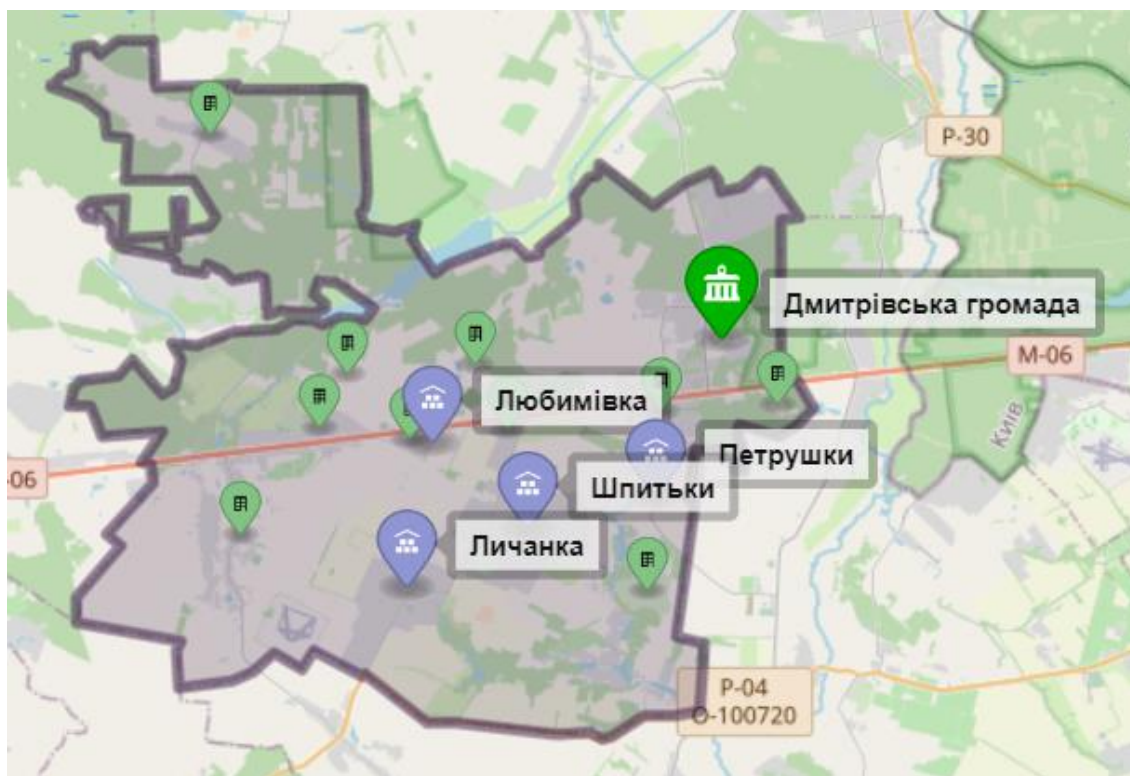 Р-30
Дмитрівська громада
М-06
Любимівка
Київ
Петрушки
-06
Шпитьки
Личанка
Р-04
О-100720